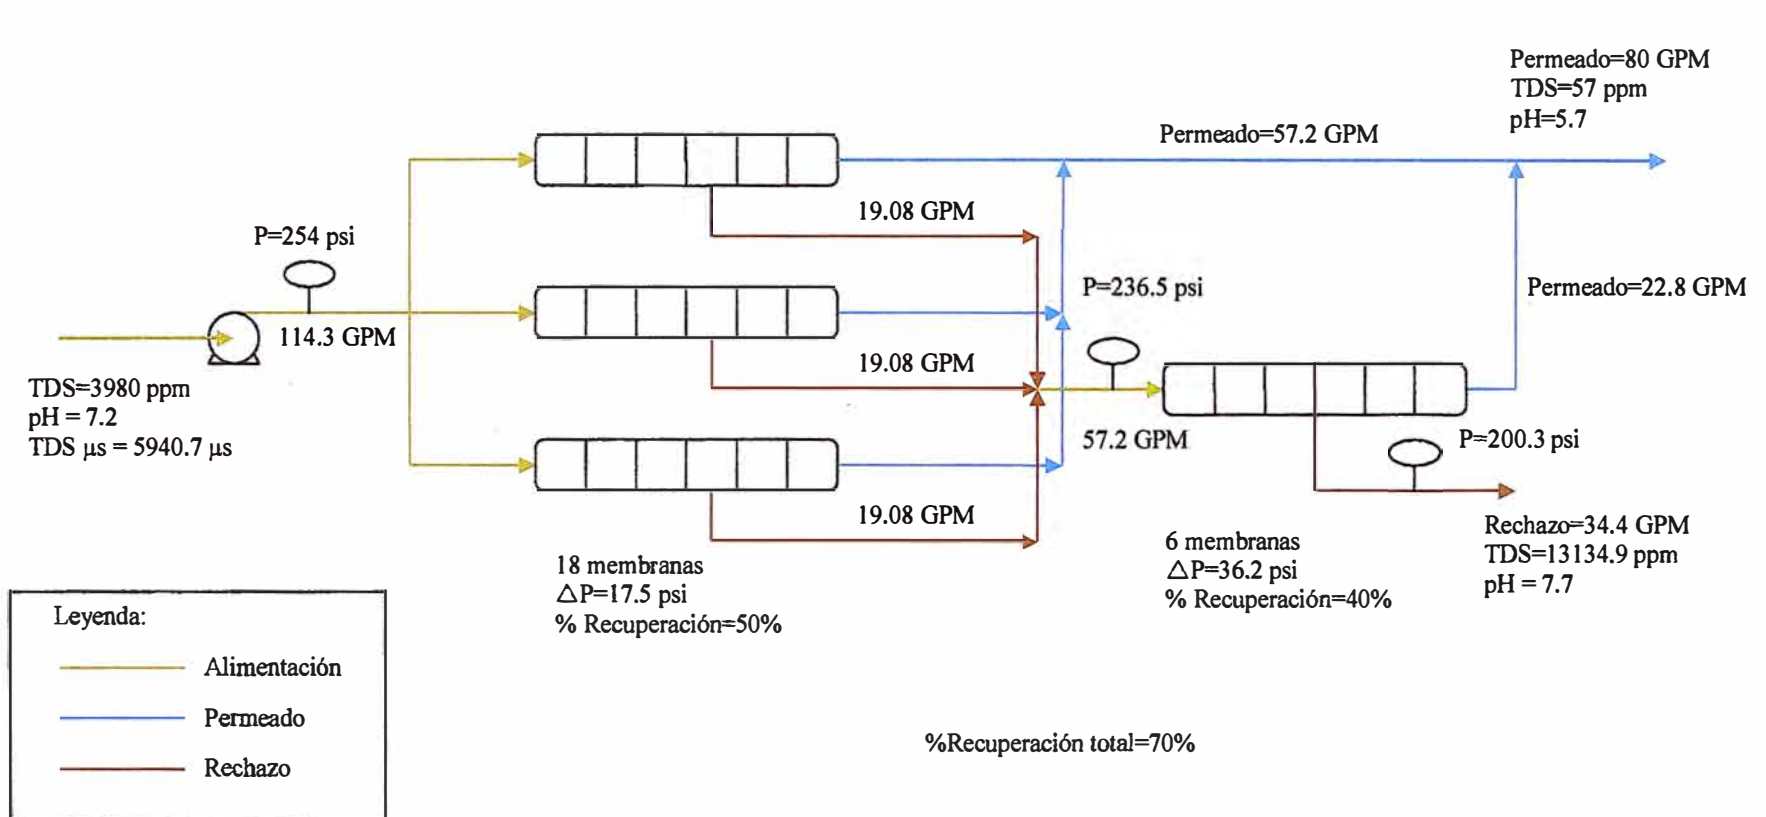 Permeado=80 GPM
TDS=57 ppm
pH=5.7
Permeado=57.2 GPM
19.08 GPM
P=254 psi
P=236.5 psi
Permeado=22.8 GPM
114.3 GPM
19.08 GPM
TDS=3980 ppm
pH = 7.2
TDS µs = 5940.7 µs
57.2 GPM
P=200.3 psi
19.08 GPM
Rechazo=34.4 GPM
TDS=13134.9 ppm
pH = 7.7
18 membranas
△P=17.5 psi
% Recuperación=50%
6 membranas
△P=36.2 psi
% Recuperación=40%
Leyenda:
Alimentación
Permeado
Rechazo
%Recuperación total=70%